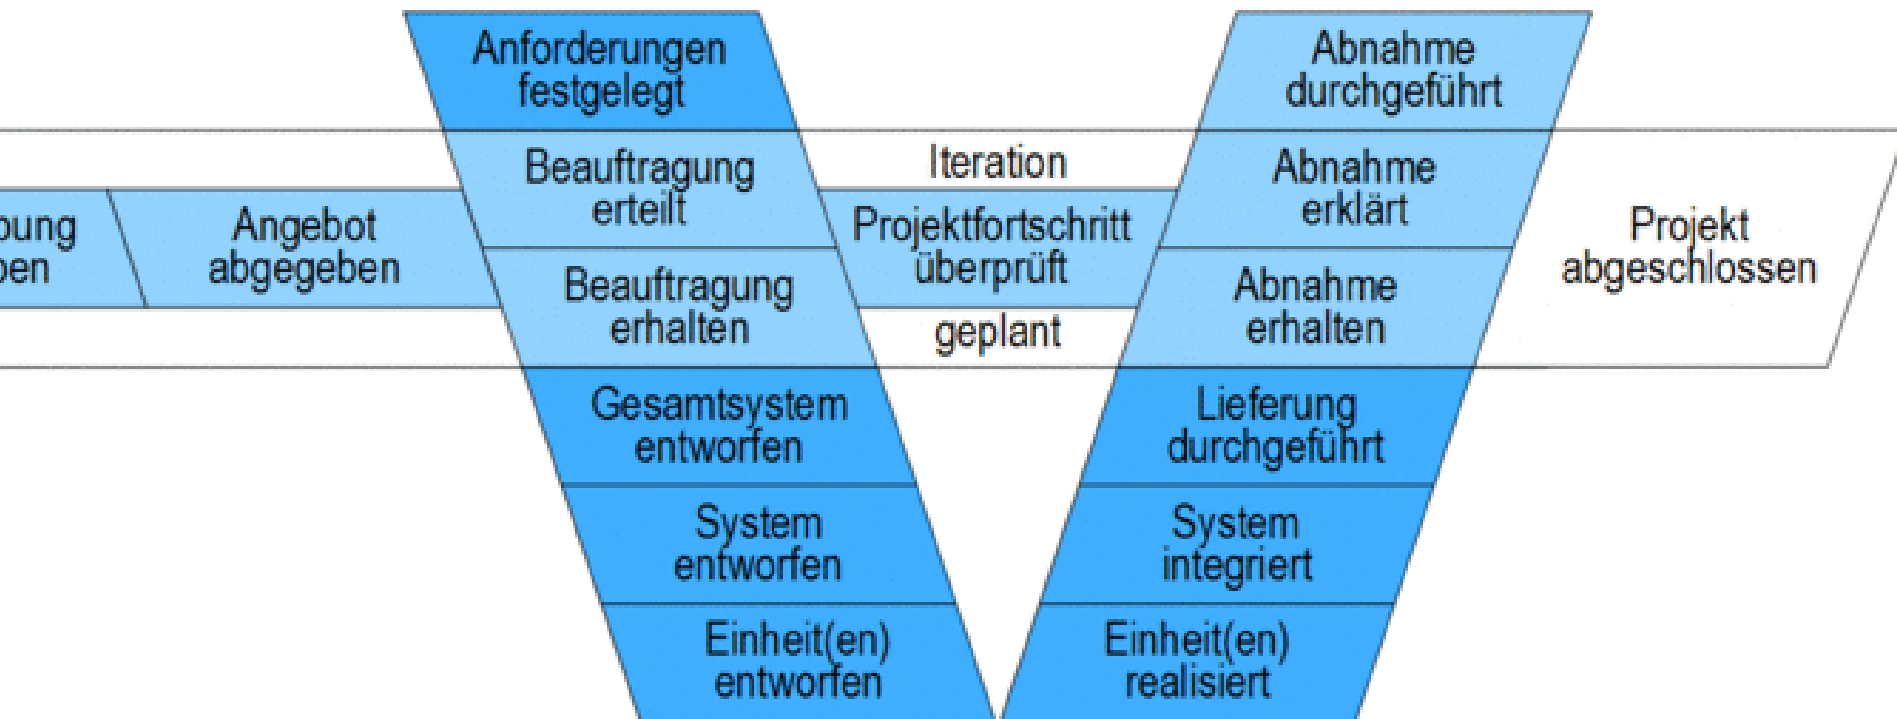 Anforderungen
festgelegt
Abnahme
durchgeführt
Beauftragung
erteilt
Iteration
Abnahme
erklärt
Angebot
abgegeben
Projektfortschritt
überprüft
Projekt
abgeschlossen
Beauftragung
erhalten
geplant
Abnahme
erhalten
Gesamtsystem
entworfen
Lieferung
durchgeführt
System
entworfen
System
integriert
Einheit(en)
entworfen
Einheit(en)
realisiert